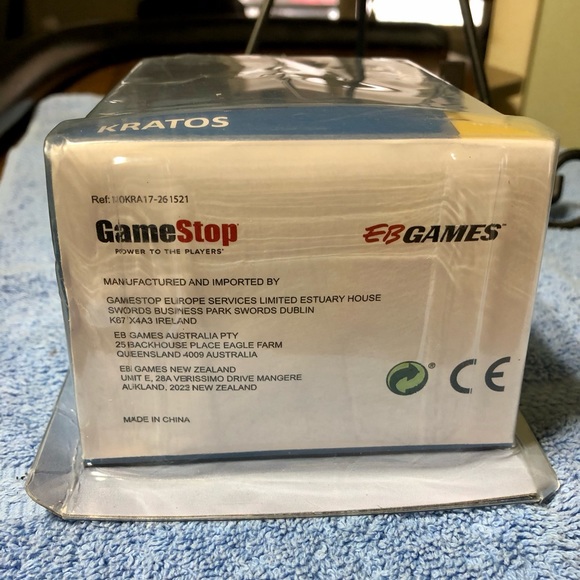 KRATOS
Ref: U0KRA17-261521
GameStop
POWER TO THE PLAYERS®
EB GAMES™
MANUFACTURED AND IMPORTED BY
GAMESTOP EUROPE SERVICES LIMITED ESTUARY HOUSE
SWORDS BUSINESS PARK SWORDS DUBLIN
K67 X4A3 IRELAND
EB GAMES AUSTRALIA PTY
25 BACKHOUSE PLACE EAGLE FARM
QUEENSLAND 4009 AUSTRALIA
EB GAMES NEW ZEALAND
UNIT E, 28A VERISSIMO DRIVE MANGERE
AUKLAND, 2022 NEW ZEALAND
®
CE
MADE IN CHINA